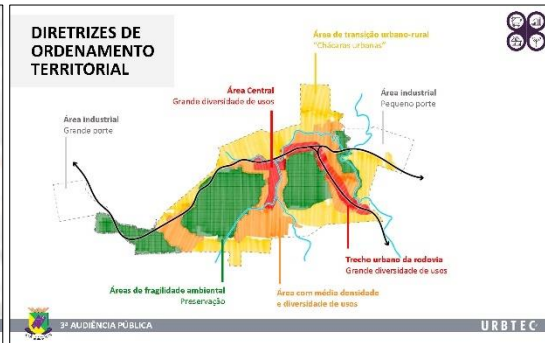 DIRETRIZES DE
ORDENAMENTO
TERRITORIAL
Área de transição urbano-rural
"Chácaras urbanas"
Área Central
Grande diversidade de usos
Área industrial
Pequeno porte
Área industrial
Grande porte
Trecho urbano da rodovia
Grande diversidade de usos
Áreas de fragilidade ambiental
Preservação
Área com média densidade
e diversidade de usos
3ª AUDIÊNCIA PÚBLICA
URBTEC